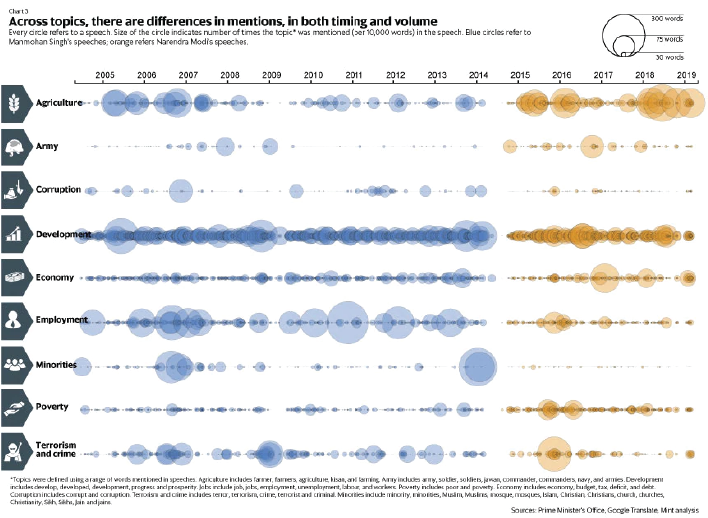 Chart 3
Across topics, there are differences in mentions, in both timing and volume
Every circle refers to a speech. Size of the circle indicates number of times the topic* was mentioned (per 10,000 words) in the speech. Blue circles refer to
Manmohan Singh's speeches; orange refers Narendra Modi's speeches.
300 words
75 words
30 words
2005 2006 2007 2008 2009 2010 2011 2012 2013 2014 2015 2016 2017 2018 2019
Agriculture
Army
Corruption
Development
Economy
Employment
Minorities
Poverty
Terrorism
and crime
*Topics were defined using a range of words mentioned in speeches. Agriculture includes farmer, farmers, agriculture, kisan, and farming. Army includes army, soldier, soldiers, jawan, commander, commanders, navy, and armies. Development
includes develop, developed, development, progress and prosperity. Jobs include job, jobs, employment, unemployment, labour, and workers. Poverty includes poor and poverty. Economy includes economy, budget, tax, deficit, and debt.
Corruption includes corrupt and corruption. Terrorism and crime includes terror, terrorism, crime, terrorist and criminal. Minorities include minority, minorities, Muslim, Muslims, mosque, mosques, Islam, Christian, Christians, church, churches,
Christianity, Sikh, Sikhs, Jain and Jains.
Sources: Prime Minister's Office, Google Translate, Mint analysis